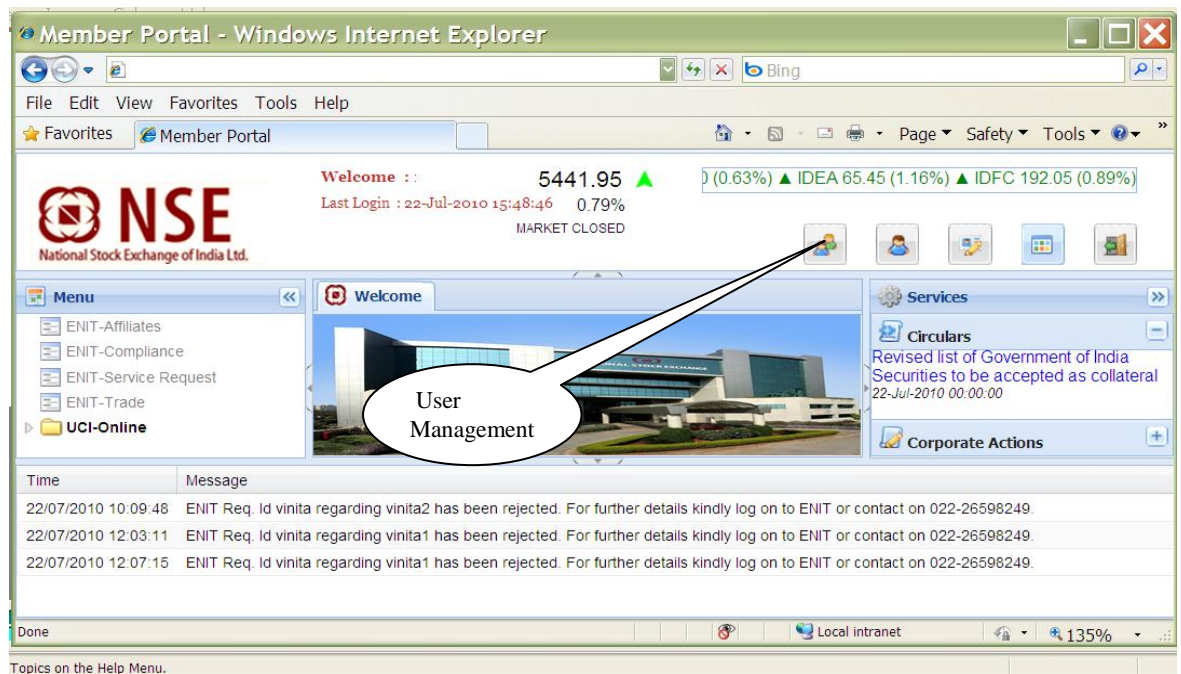 Member Portal - Windows Internet Explorer
Bing
File Edit View Favorites Tools Help
Favorites Member Portal Page Safety Tools »
Welcome : :
Last Login : 22-Jul-2010 15:48:46
5441.95
0.79%
MARKET CLOSED
) (0.63%) ▲ IDEA 65.45 (1.16%) ▲ IDFC 192.05 (0.89%)
NSE
National Stock Exchange of India Ltd.
Menu
ENIT-Affiliates
ENIT-Compliance
ENIT-Service Request
ENIT-Trade
UCI-Online
Welcome
NATIONAL STOCK EXCHANGE
User
Management
Services
Circulars
Revised list of Government of India
Securities to be accepted as collateral
22-Jul-2010 00:00:00
Corporate Actions
Time Message
22/07/2010 10:09:48 ENIT Req. Id vinita regarding vinita2 has been rejected. For further details kindly log on to ENIT or contact on 022-26598249.
22/07/2010 12:03:11 ENIT Req. Id vinita regarding vinita1 has been rejected. For further details kindly log on to ENIT or contact on 022-26598249.
22/07/2010 12:07:15 ENIT Req. Id vinita regarding vinita1 has been rejected. For further details kindly log on to ENIT or contact on 022-26598249.
Done Local intranet 135%
Topics on the Help Menu.